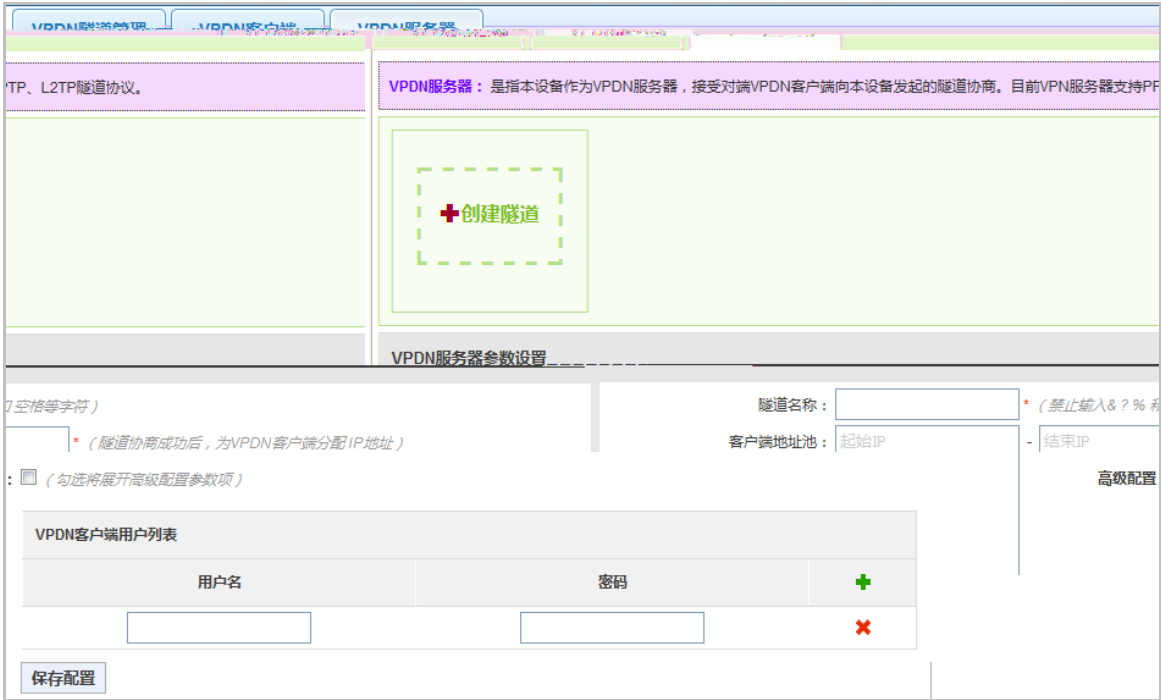 VPDN隧道管理 VPDN客户端 VPDN服务器
TP、L2TP隧道协议。
VPDN服务器：是指本设备作为VPDN服务器，接受对端VPDN客户端向本设备发起的隧道协商。目前VPN服务器支持PP
创建隧道
VPDN服务器参数设置
空格等字符）
隧道名称：
*（禁止输入&？% 和
*（隧道协商成功后，为VPDN客户端分配IP地址）
客户端地址池： 起始IP - 结束IP
：（勾选将展开高级配置参数项）
高级配置
VPDN客户端用户列表
用户名 密码
保存配置